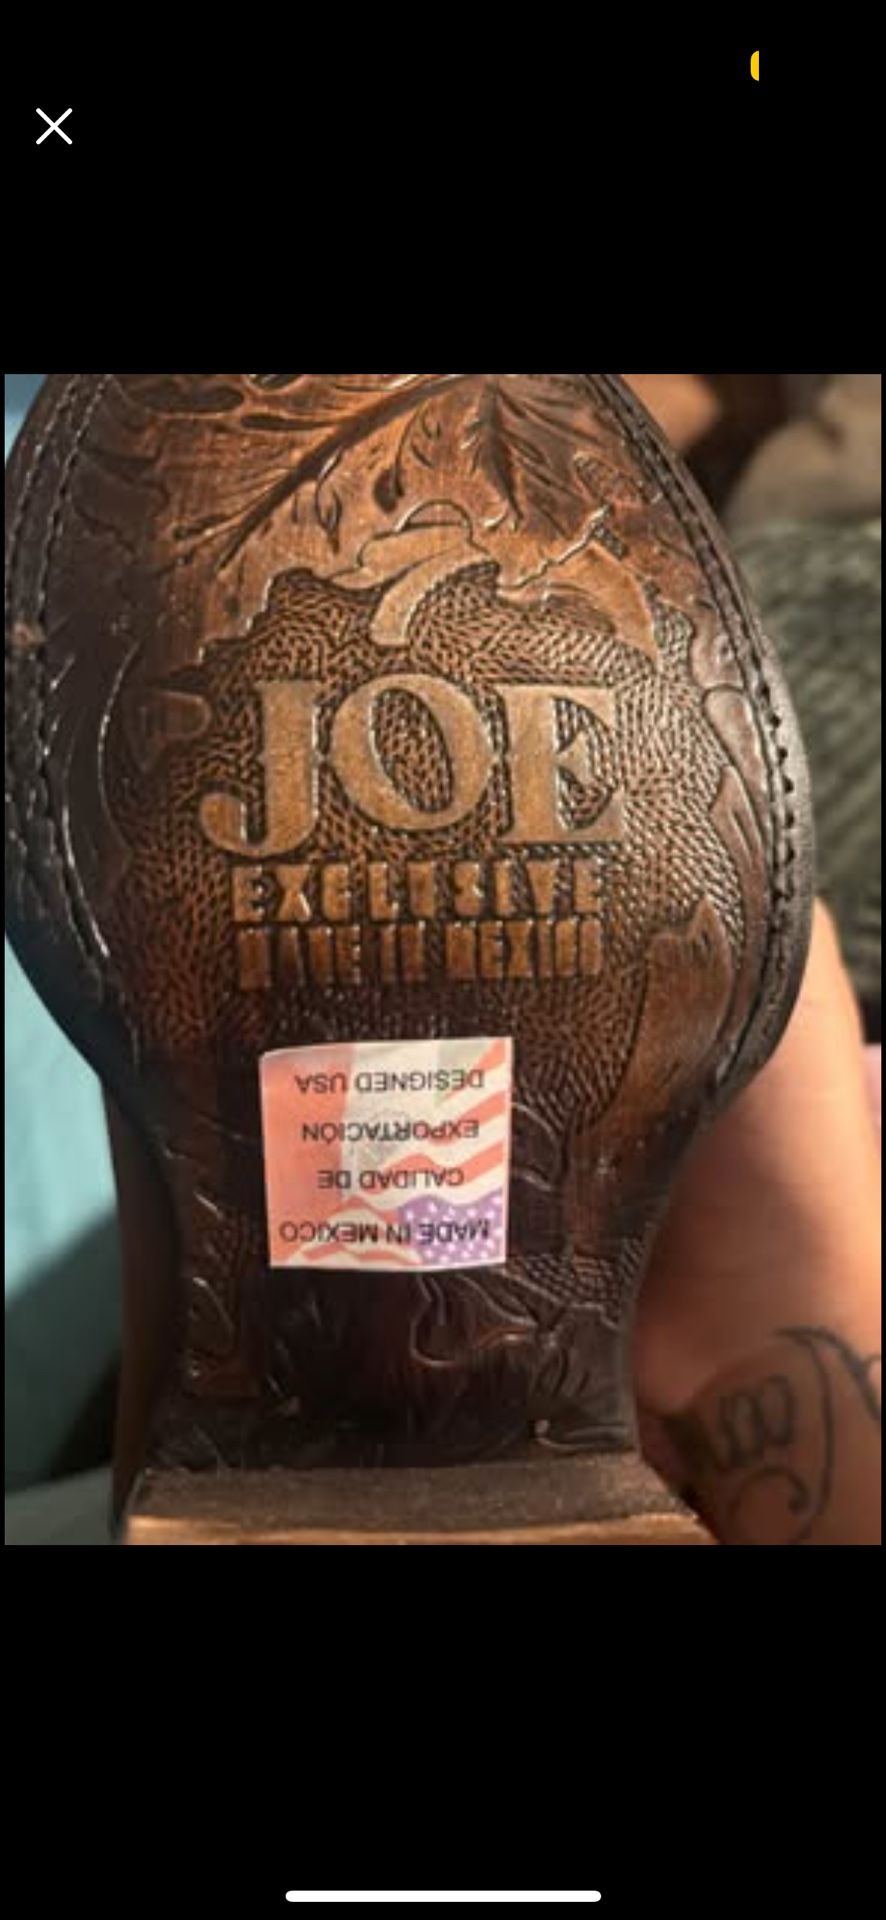 JOE
EXCLUSIVE
MADE IN MEXICO
MADE IN MEXICO
CALIDAD DE
EXPORTACIÓN
DESIGNED USA